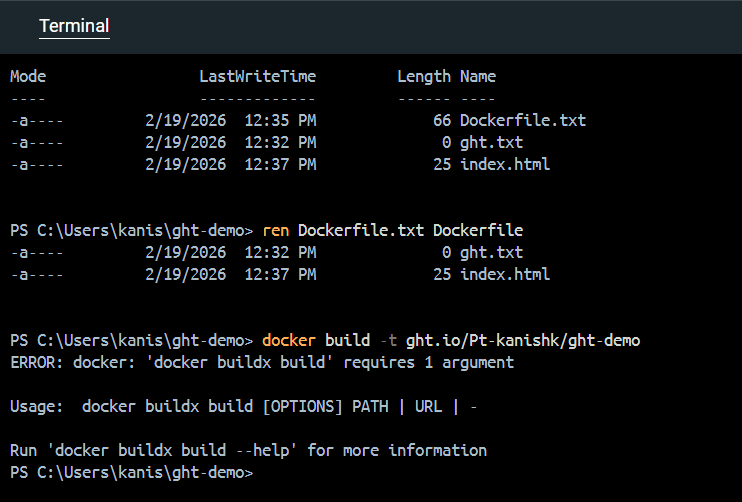 Terminal
Mode LastWriteTime Length Name
---- ------------- ------ ----
-a---- 2/19/2026 12:35 PM 66 Dockerfile.txt
-a---- 2/19/2026 12:32 PM 0 ght.txt
-a---- 2/19/2026 12:37 PM 25 index.html
PS C:\Users\kanis\ght-demo> ren Dockerfile.txt Dockerfile
-a---- 2/19/2026 12:32 PM 0 ght.txt
-a---- 2/19/2026 12:37 PM 25 index.html
PS C:\Users\kanis\ght-demo> docker build -t ght.io/Pt-kanishk/ght-demo
ERROR: docker: 'docker buildx build' requires 1 argument
Usage:  docker buildx build [OPTIONS] PATH | URL | -
Run 'docker buildx build --help' for more information
PS C:\Users\kanis\ght-demo>